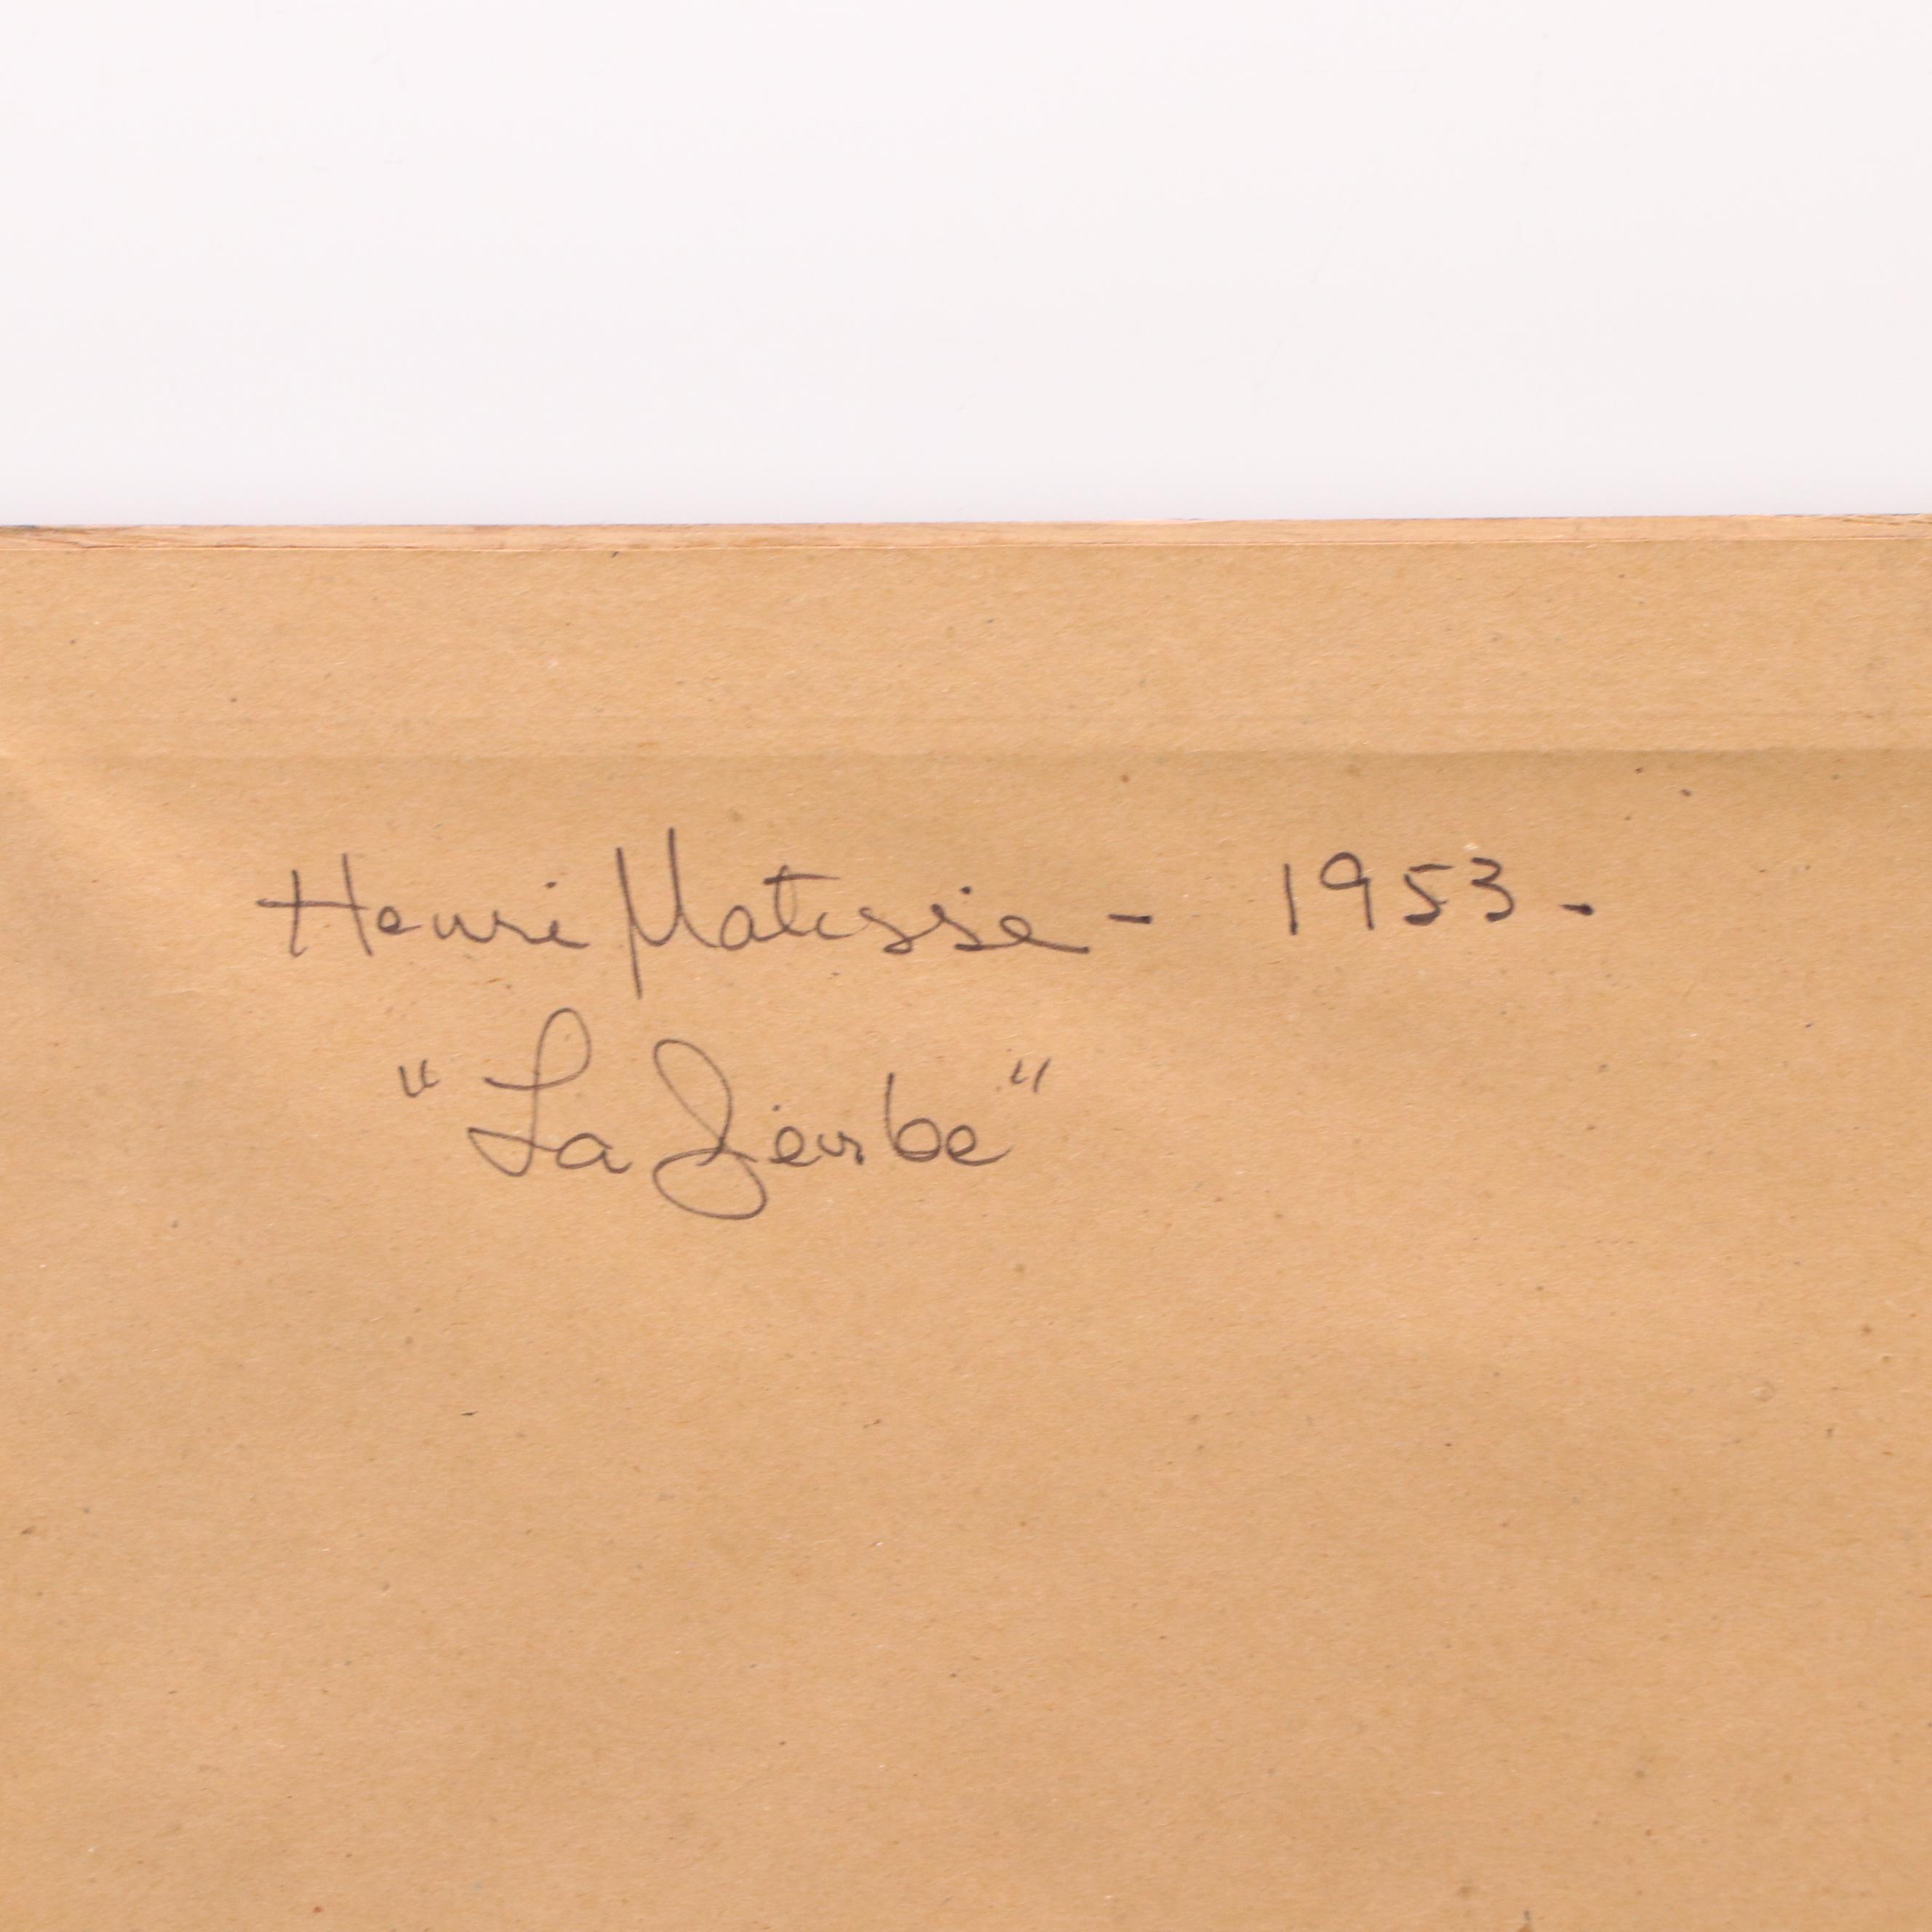 Henri Matisse - 1953.
"La Gerbe"